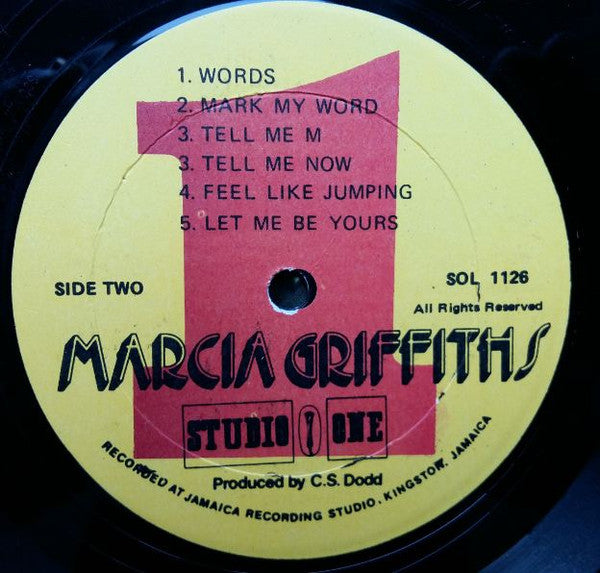 1. WORDS
2. MARK MY WORD
3. TELL ME M
3. TELL ME NOW
4. FEEL LIKE JUMPING
5. LET ME BE YOURS
SIDE TWO
SOL 1126
All Rights Reserved
MARCIA GRIFFITHS
STUDIO ONE
Produced by C.S. Dodd
RECORDED AT JAMAICA RECORDING STUDIO, KINGSTON, JAMAICA